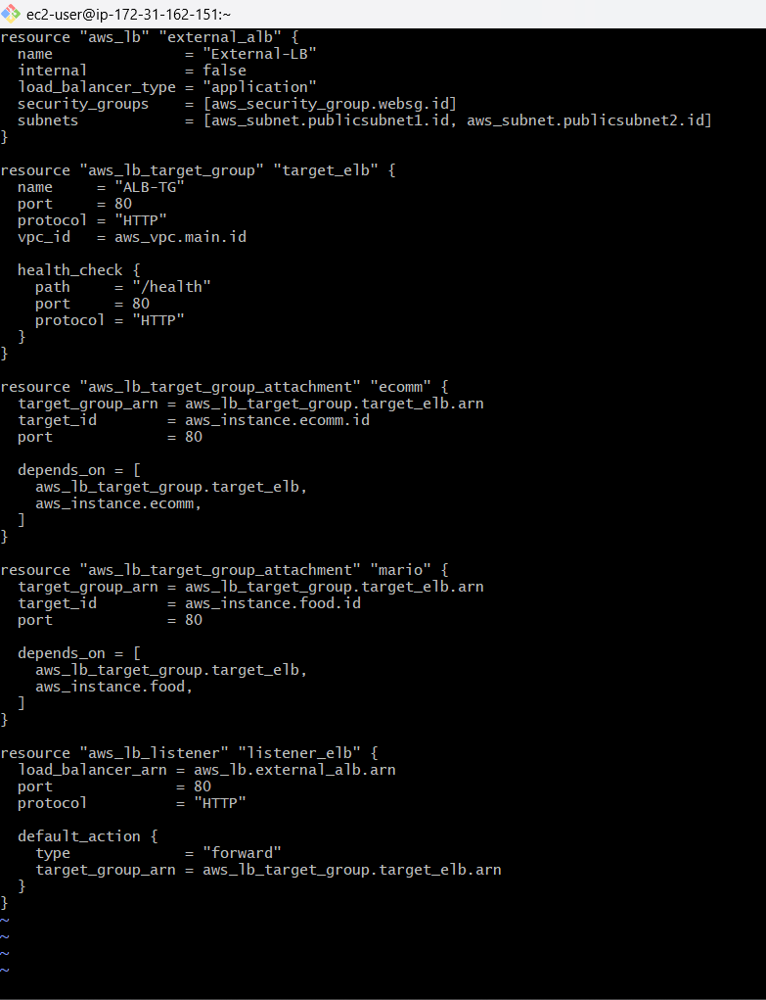 ec2-user@ip-172-31-162-151:~
resource "aws_lb" "external_alb" {
  name               = "External-LB"
  internal           = false
  load_balancer_type = "application"
  security_groups    = [aws_security_group.websg.id]
  subnets            = [aws_subnet.publicsubnet1.id, aws_subnet.publicsubnet2.id]
}

resource "aws_lb_target_group" "target_elb" {
  name     = "ALB-TG"
  port     = 80
  protocol = "HTTP"
  vpc_id   = aws_vpc.main.id

  health_check {
    path     = "/health"
    port     = 80
    protocol = "HTTP"
  }
}

resource "aws_lb_target_group_attachment" "ecomm" {
  target_group_arn = aws_lb_target_group.target_elb.arn
  target_id        = aws_instance.ecomm.id
  port             = 80

  depends_on = [
    aws_lb_target_group.target_elb,
    aws_instance.ecomm,
  ]
}

resource "aws_lb_target_group_attachment" "mario" {
  target_group_arn = aws_lb_target_group.target_elb.arn
  target_id        = aws_instance.food.id
  port             = 80

  depends_on = [
    aws_lb_target_group.target_elb,
    aws_instance.food,
  ]
}

resource "aws_lb_listener" "listener_elb" {
  load_balancer_arn = aws_lb.external_alb.arn
  port              = 80
  protocol          = "HTTP"

  default_action {
    type             = "forward"
    target_group_arn = aws_lb_target_group.target_elb.arn
  }
}
~
~
~
~